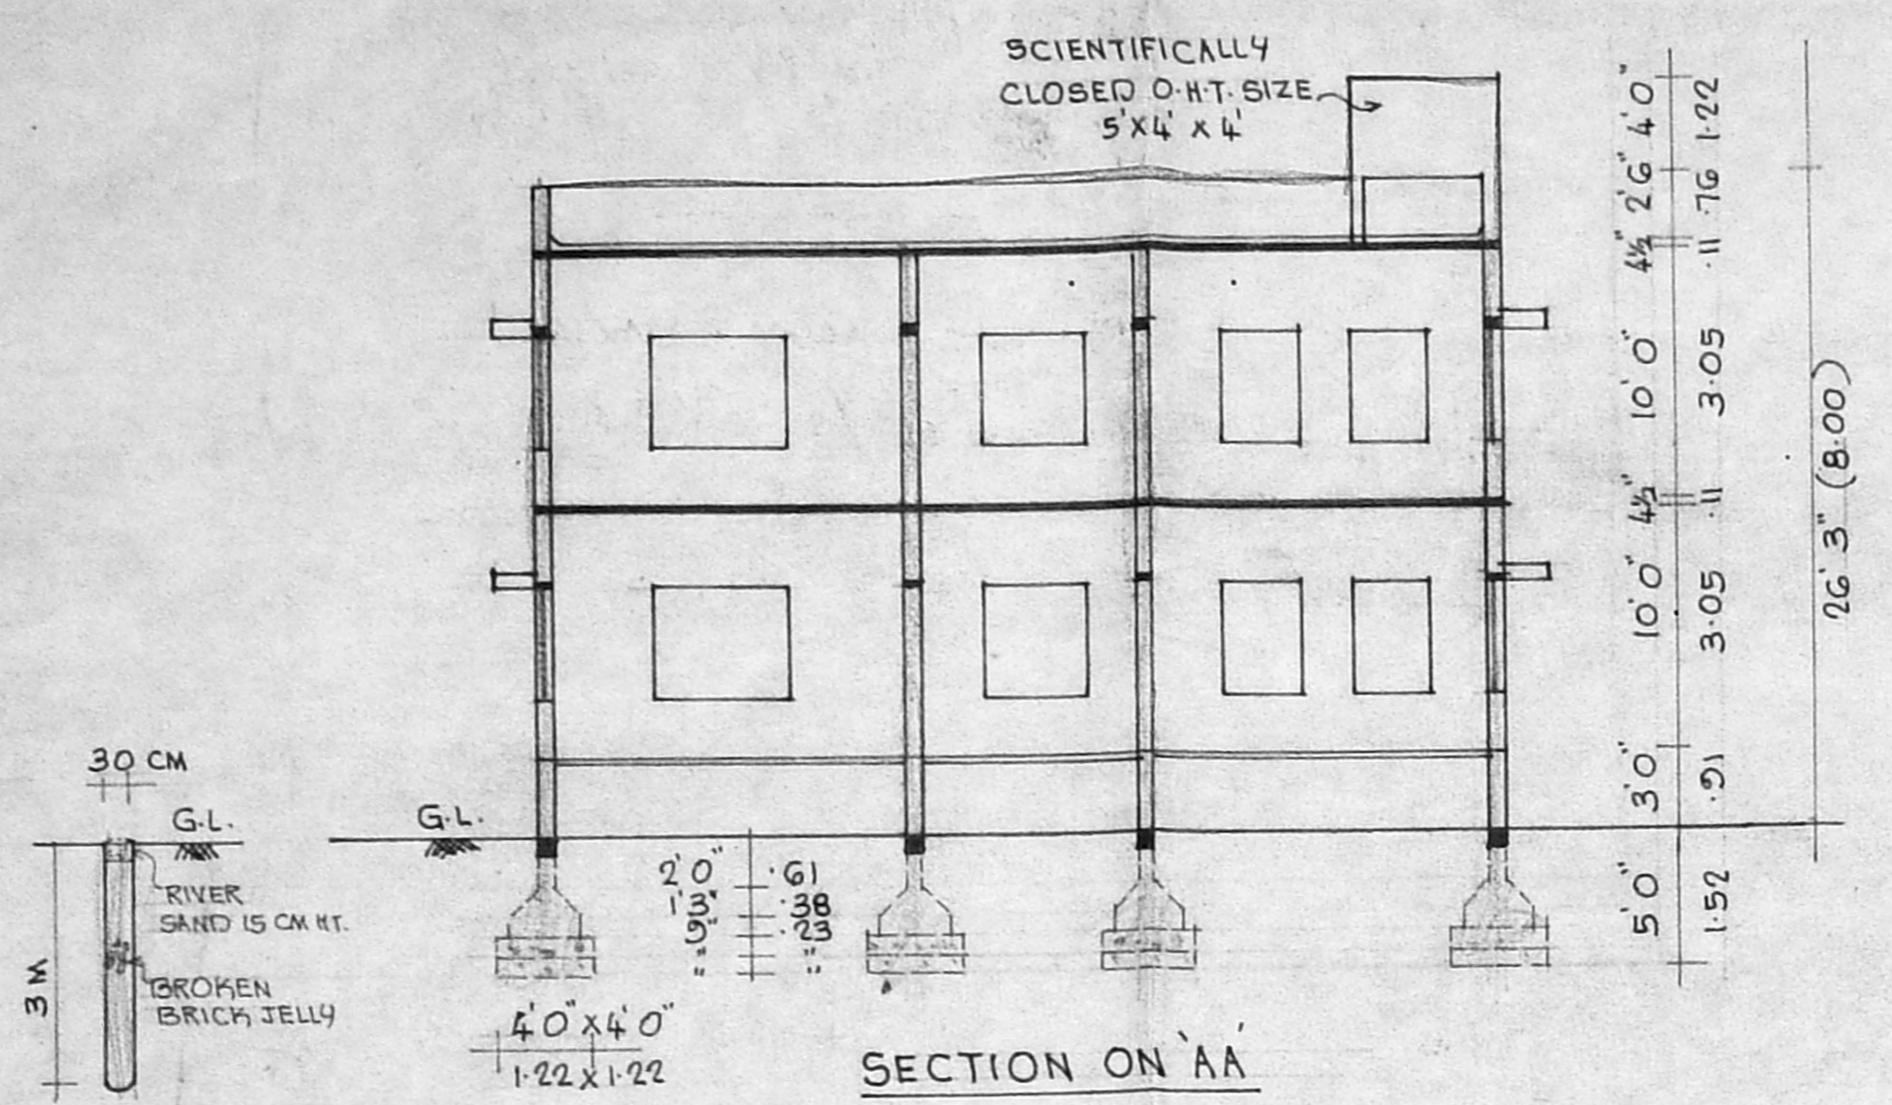 SCIENTIFICALLY
CLOSED O.H.T. SIZE
5'X4' X 4'
4'0"
1.22
2'6"
.76
4½"
.11
10'0"
3.05
4½"
.11
10'0"
3.05
26'3" (8.00)
3'0"
.91
5'0"
1.52
30 CM
G.L.
RIVER
SAND 15 CM HT.
BROKEN
BRICK JELLY
3 M
G.L.
2'0" .61
1'3" .38
9" .23
" "
4'0"X4'0"
1.22X1.22
SECTION ON 'AA'